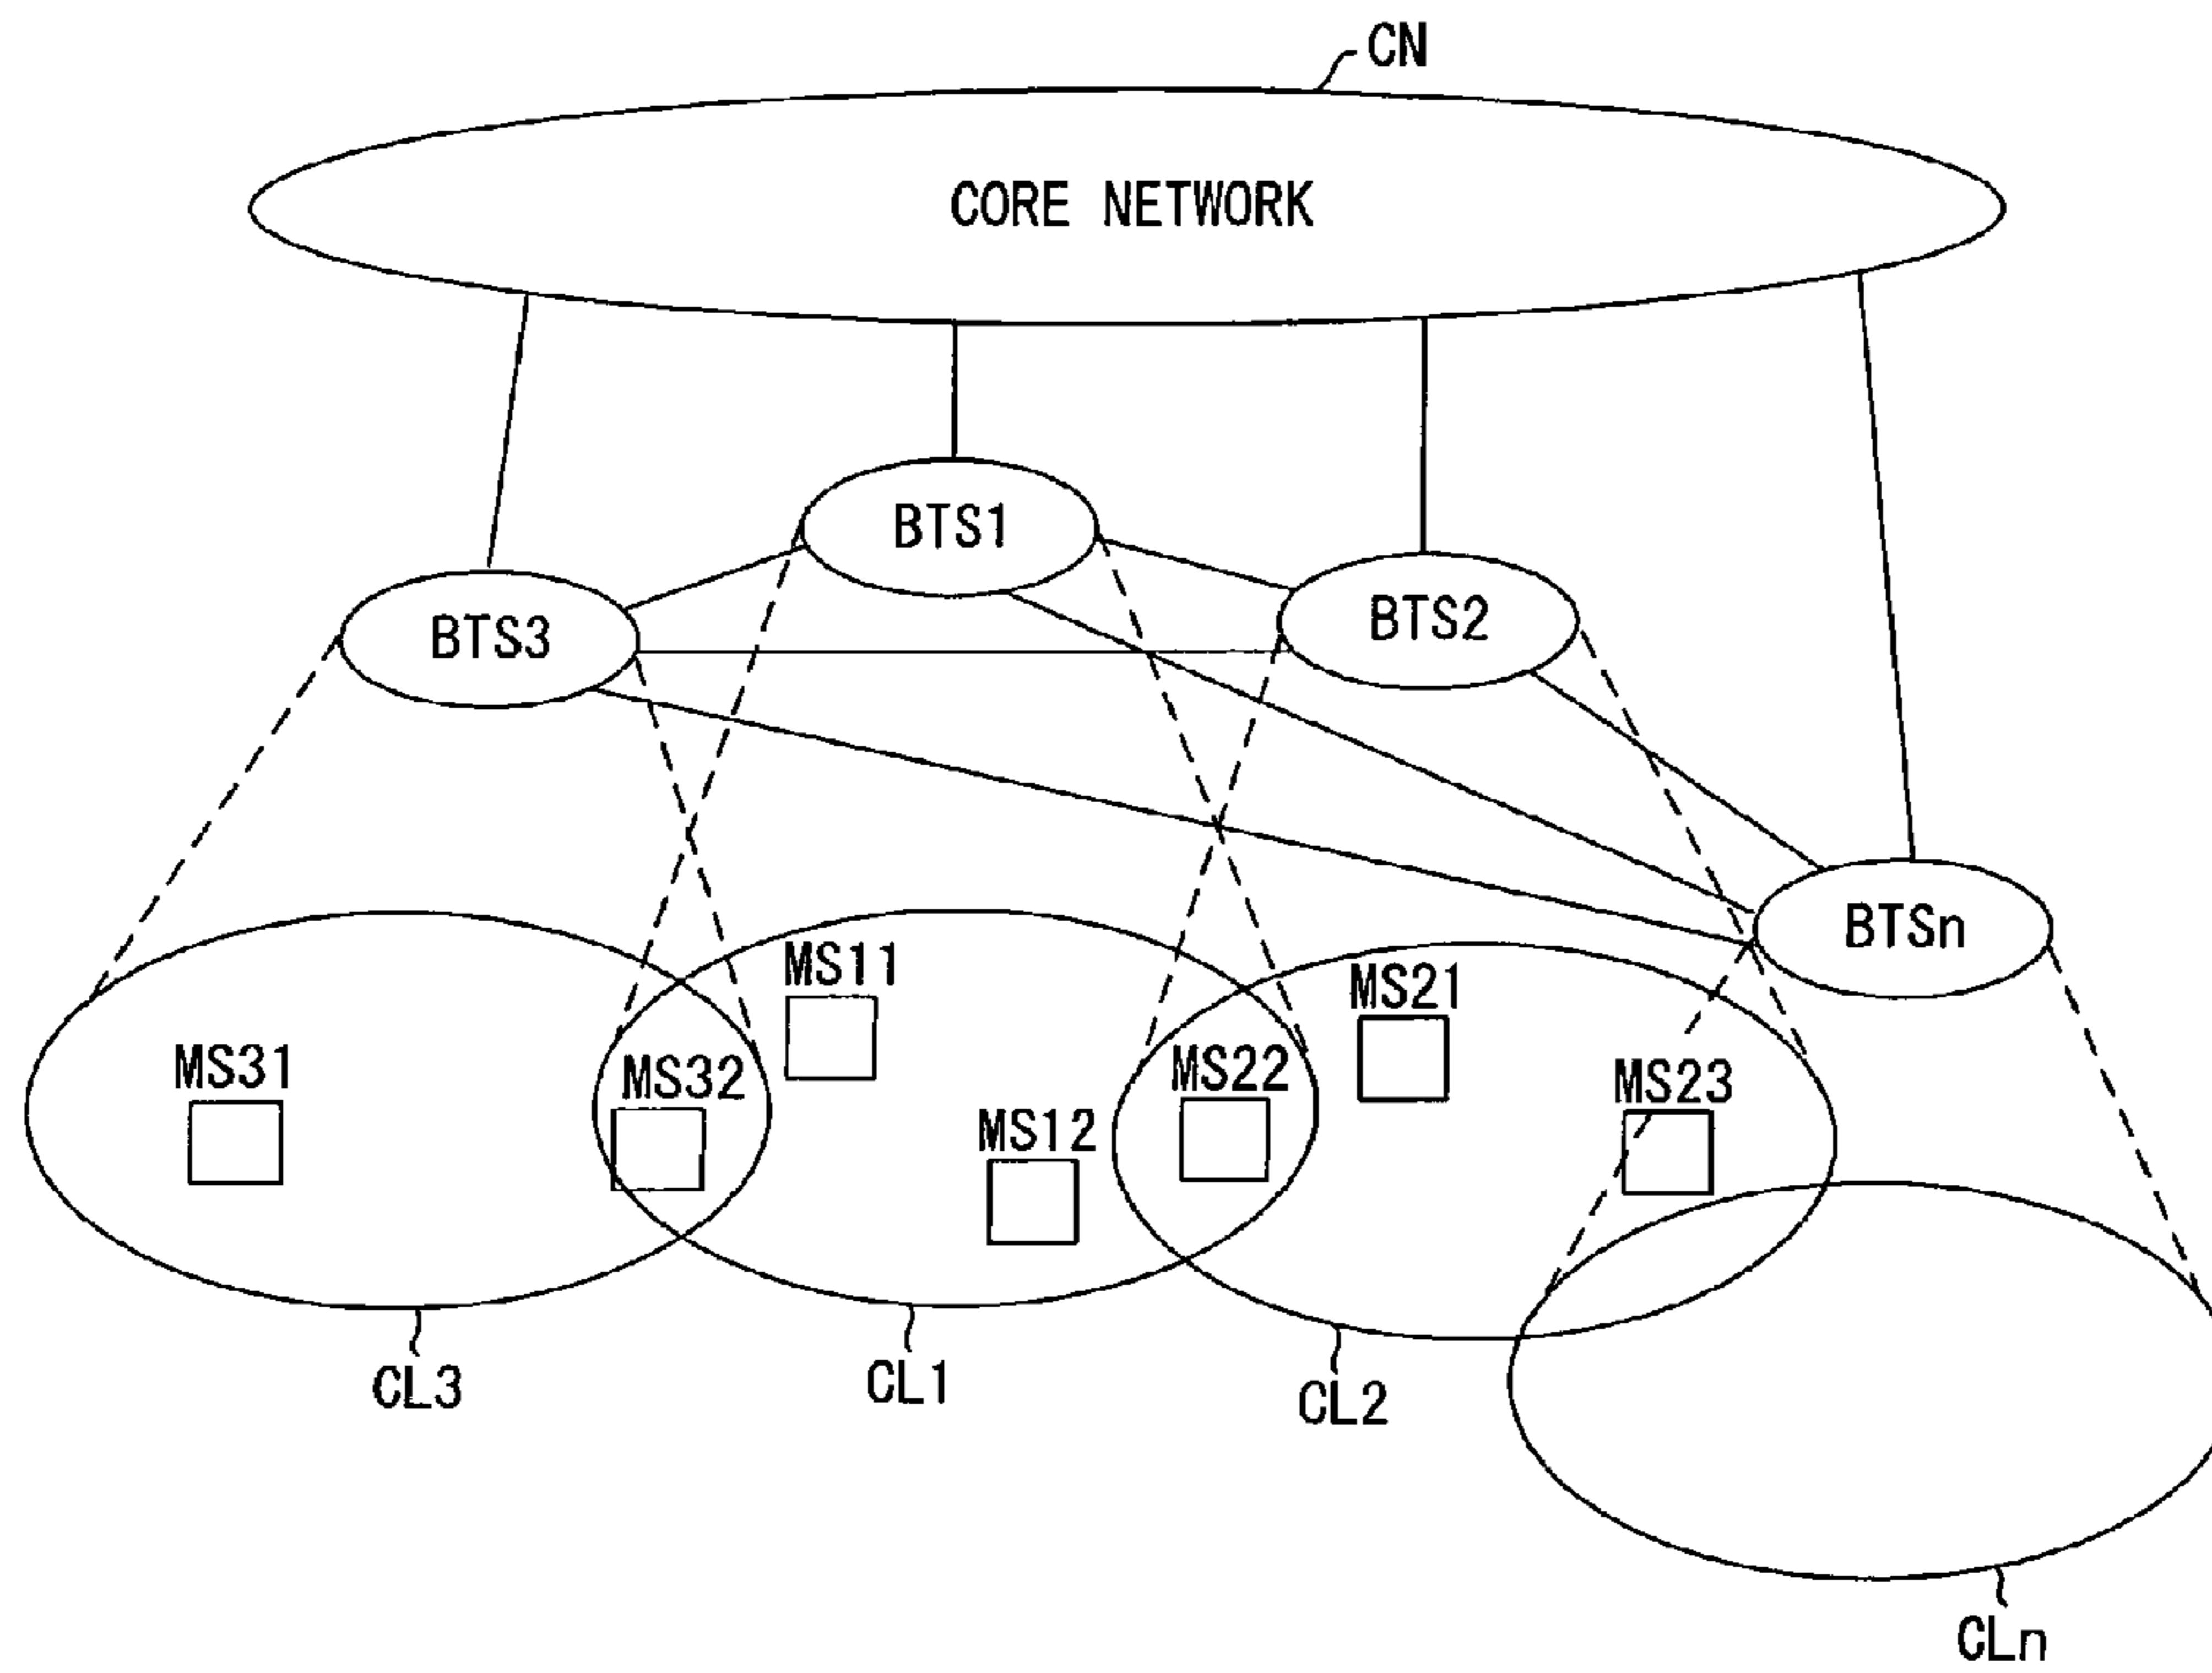 CN
CORE NETWORK
BTS1
BTS2
BTS3
BTSn
MS11
MS21
MS31
MS32
MS22
MS23
MS12
CL3
CL1
CL2
CLn